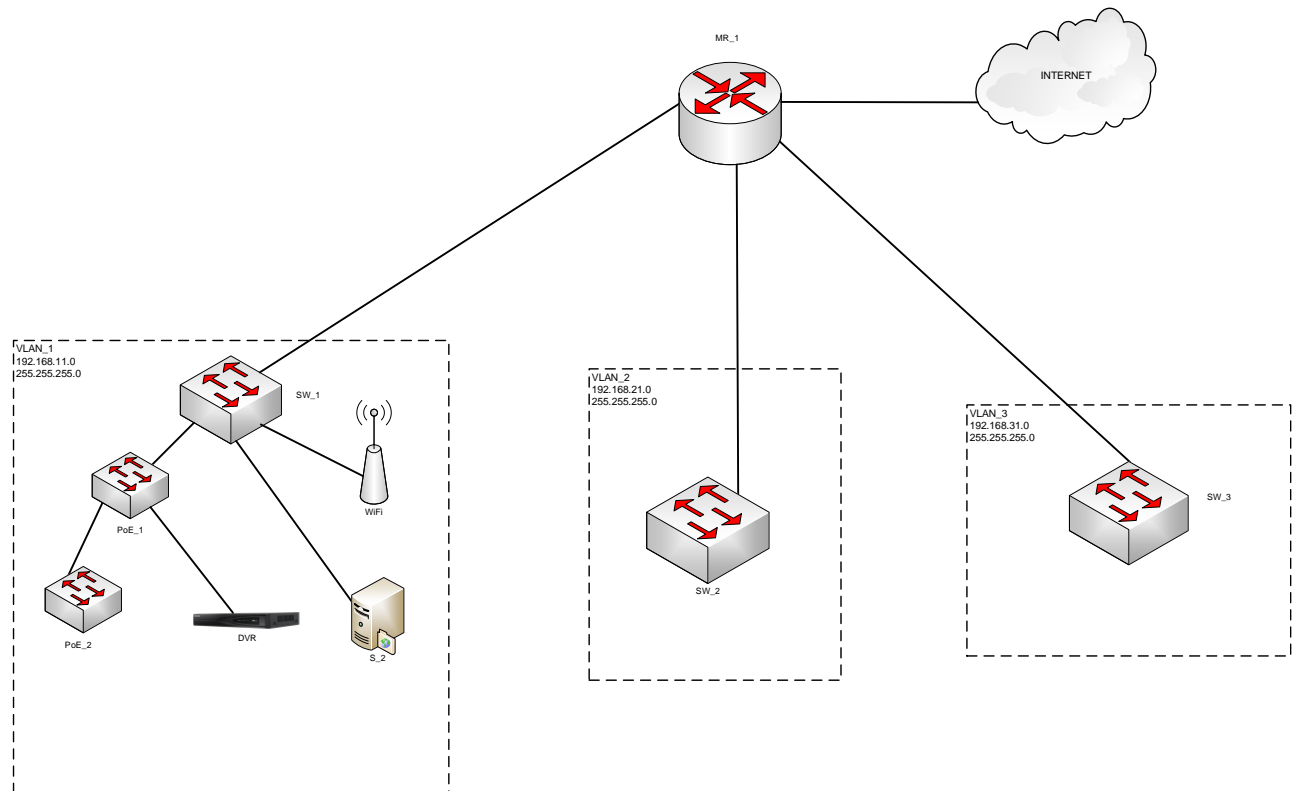 MR_1
INTERNET
VLAN_1
192.168.11.0
255.255.255.0
SW_1
WiFi
PoE_1
PoE_2
DVR
S_2
VLAN_2
192.168.21.0
255.255.255.0
SW_2
VLAN_3
192.168.31.0
255.255.255.0
SW_3